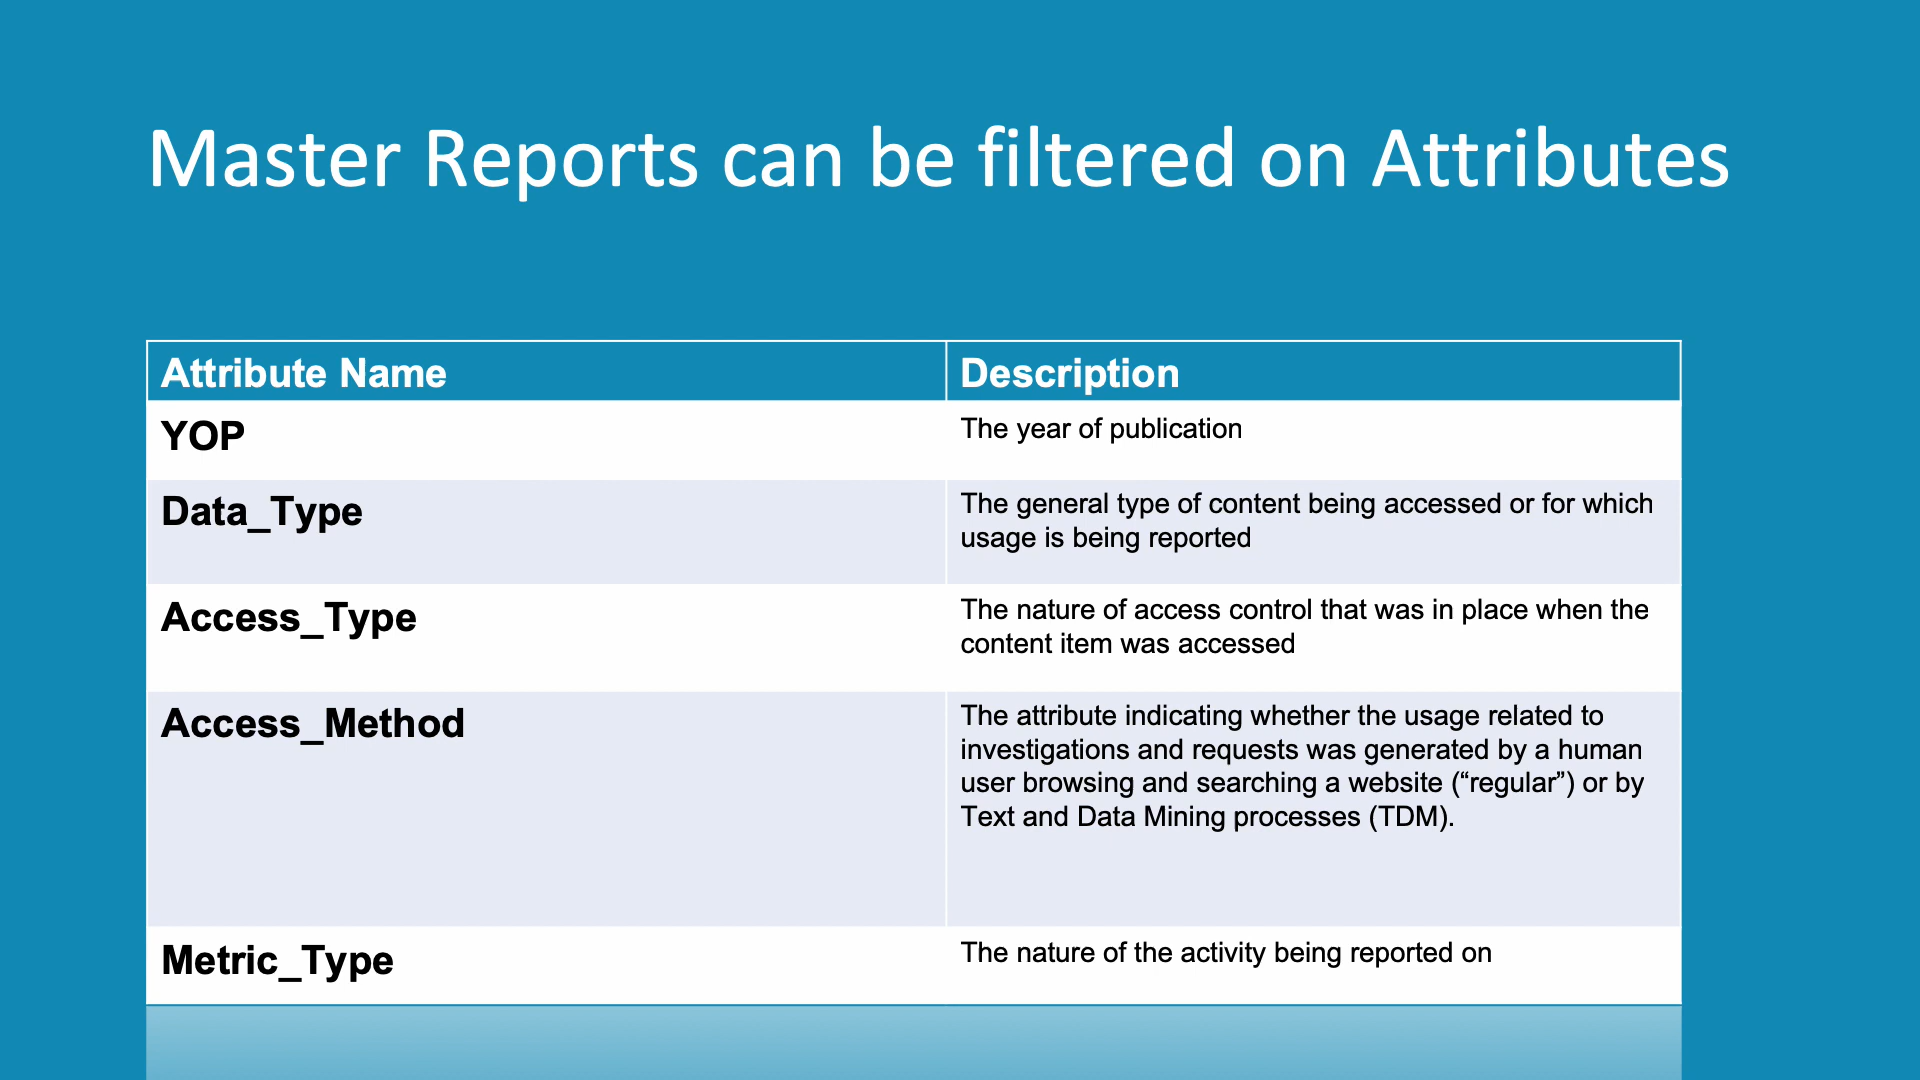 Master Reports can be filtered on Attributes
Attribute Name
Description
YOP
The year of publication
Data_Type
The general type of content being accessed or for which
usage is being reported
Access_Type
The nature of access control that was in place when the
content item was accessed
Access_Method
The attribute indicating whether the usage related to
investigations and requests was generated by a human
user browsing and searching a website (“regular”) or by
Text and Data Mining processes (TDM).
Metric_Type
The nature of the activity being reported on